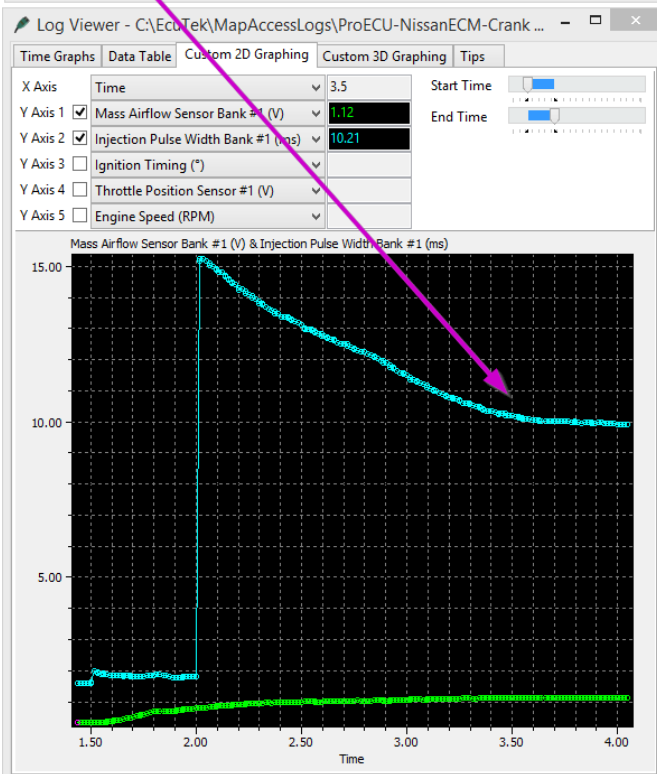 Log Viewer - C:\EcuTek\MapAccessLogs\ProECU-NissanECM-Crank ...
Time Graphs Data Table Custom 2D Graphing Custom 3D Graphing Tips
X Axis Time 3.5 Start Time
Y Axis 1 Mass Airflow Sensor Bank #1 (V) 1.12 End Time
Y Axis 2 Injection Pulse Width Bank #1 (ms) 10.21
Y Axis 3 Ignition Timing (°)
Y Axis 4 Throttle Position Sensor #1 (V)
Y Axis 5 Engine Speed (RPM)
Mass Airflow Sensor Bank #1 (V) & Injection Pulse Width Bank #1 (ms)
15.00
10.00
5.00
1.50 2.00 2.50 3.00 3.50 4.00
Time